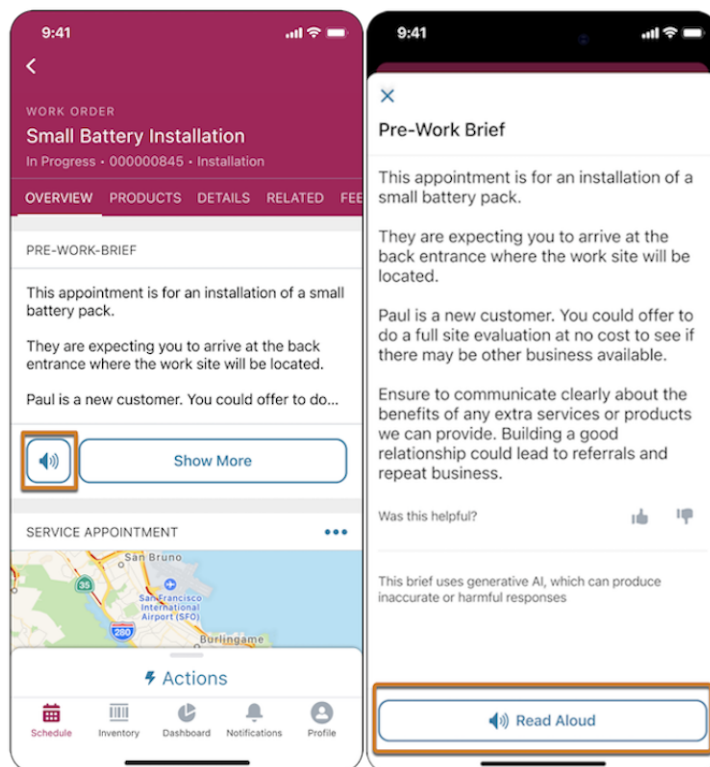 9:41
WORK ORDER
Small Battery Installation
In Progress • 000000845 • Installation
OVERVIEW PRODUCTS DETAILS RELATED FEE
PRE-WORK-BRIEF
This appointment is for an installation of a small
battery pack.
They are expecting you to arrive at the back
entrance where the work site will be located.
Paul is a new customer. You could offer to do...
Show More
SERVICE APPOINTMENT
San Bruno
35
San Francisco
International
Airport (SFO)
280
Burlingame
Actions
Schedule Inventory Dashboard Notifications Profile
9:41
Pre-Work Brief
This appointment is for an installation of a
small battery pack.
They are expecting you to arrive at the
back entrance where the work site will be
located.
Paul is a new customer. You could offer to
do a full site evaluation at no cost to see if
there may be other business available.
Ensure to communicate clearly about the
benefits of any extra services or products
we can provide. Building a good
relationship could lead to referrals and
repeat business.
Was this helpful?
This brief uses generative AI, which can produce
inaccurate or harmful responses
Read Aloud